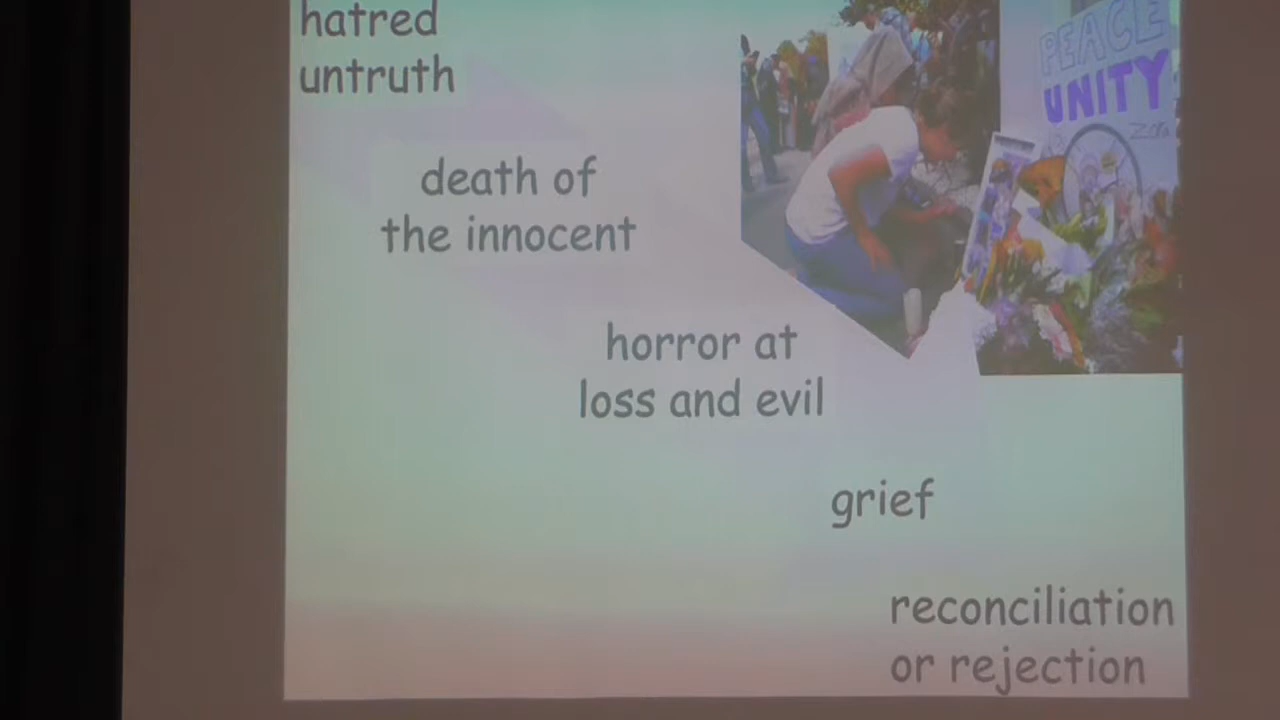 hatred
untruth
death of
the innocent
horror at
loss and evil
grief
reconciliation
or rejection
PEACE
UNITY